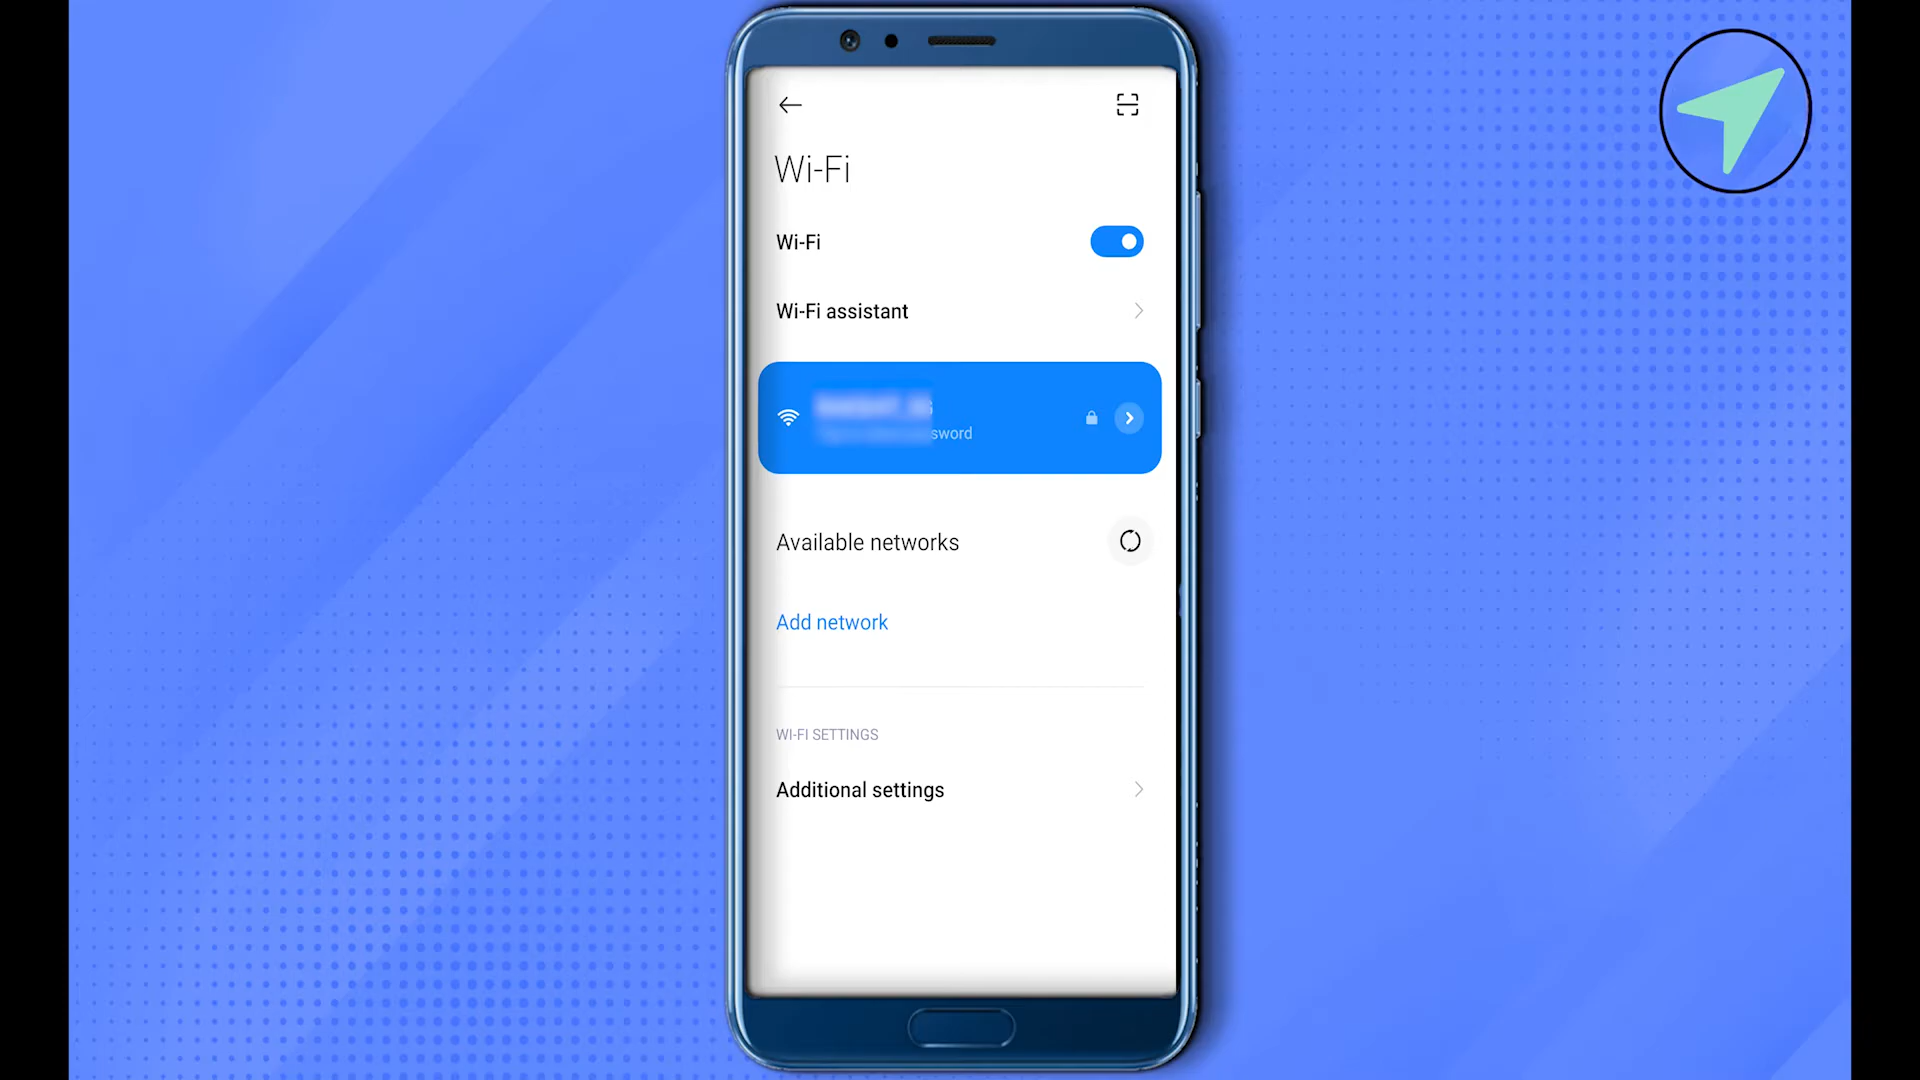 Wi-Fi
Wi-Fi
Wi-Fi assistant
sword
Available networks
Add network
WI-FI SETTINGS
Additional settings